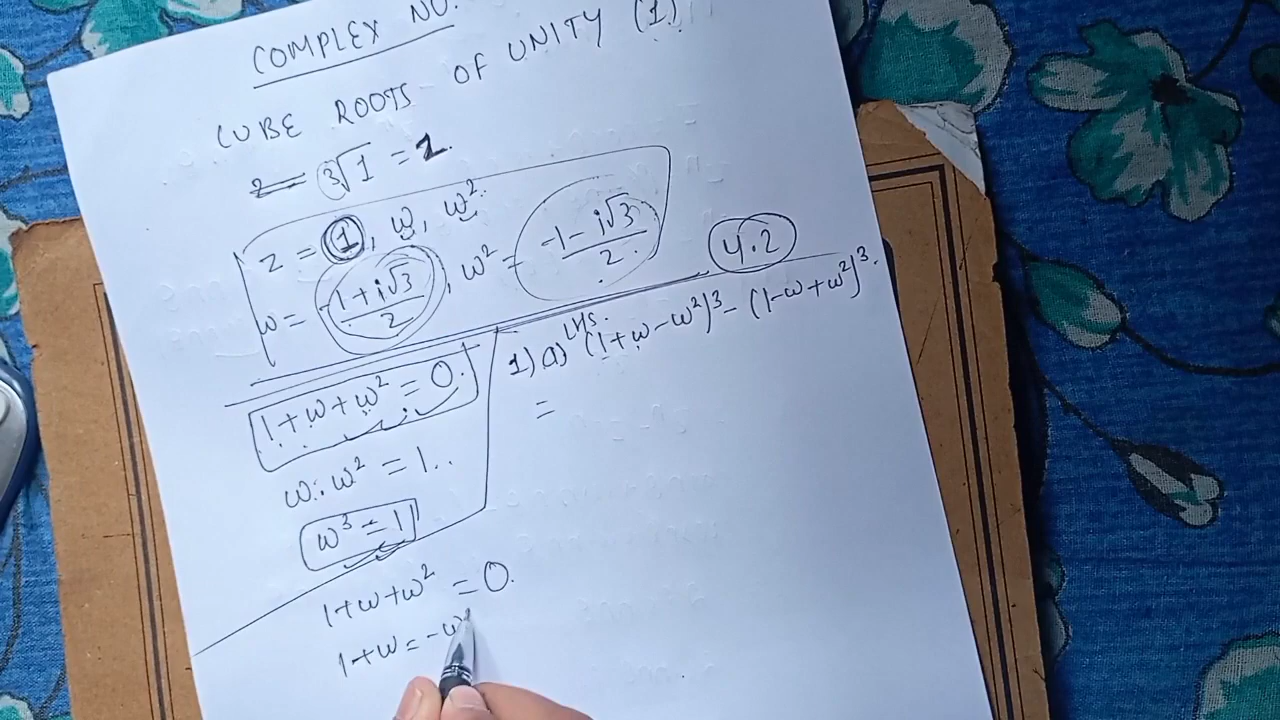 COMPLEX NO.
CUBE ROOTS OF UNITY (1)
∛1 = 1.
z = 1, ω, ω².
ω = -1+i√3/2, ω² = -1-i√3/2.
4.2
1+ω+ω² = 0.
ω·ω² = 1..
ω³ = 1
1) a) LHS. (1+ω-ω²)³ - (1-ω+ω²)³.
=
1+ω+ω² = 0.
1+ω = -ω